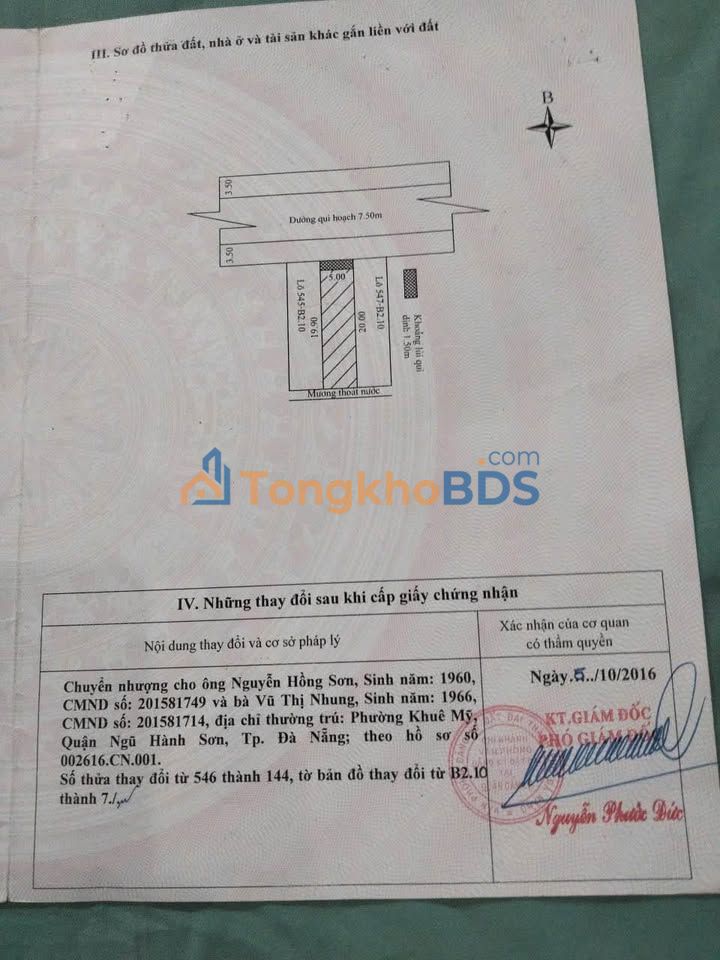 III. Sơ đồ thửa đất, nhà ở và tài sản khác gắn liền với đất
B
3.50
Đường qui hoạch 7.50m
3.50
5.00
Lô 545-B2.10
19.90
20.00
Lô 547-B2.10
Khoảng lùi qui
định: 1.50m
Mương thoát nước
TongkhoBDS.com
IV. Những thay đổi sau khi cấp giấy chứng nhận
Nội dung thay đổi và cơ sở pháp lý
Xác nhận của cơ quan
có thẩm quyền
Chuyển nhượng cho ông Nguyễn Hồng Sơn, Sinh năm: 1960,
CMND số: 201581749 và bà Vũ Thị Nhung, Sinh năm: 1966,
CMND số: 201581714, địa chỉ thường trú: Phường Khuê Mỹ,
Quận Ngũ Hành Sơn, Tp. Đà Nẵng; theo hồ sơ số
002616.CN.001.
Số thửa thay đổi từ 546 thành 144, tờ bản đồ thay đổi từ B2.10
thành 7./.
Ngày.5../10/2016
KT.GIÁM ĐỐC
PHÓ GIÁM ĐỐC
Nguyễn Phước Đức